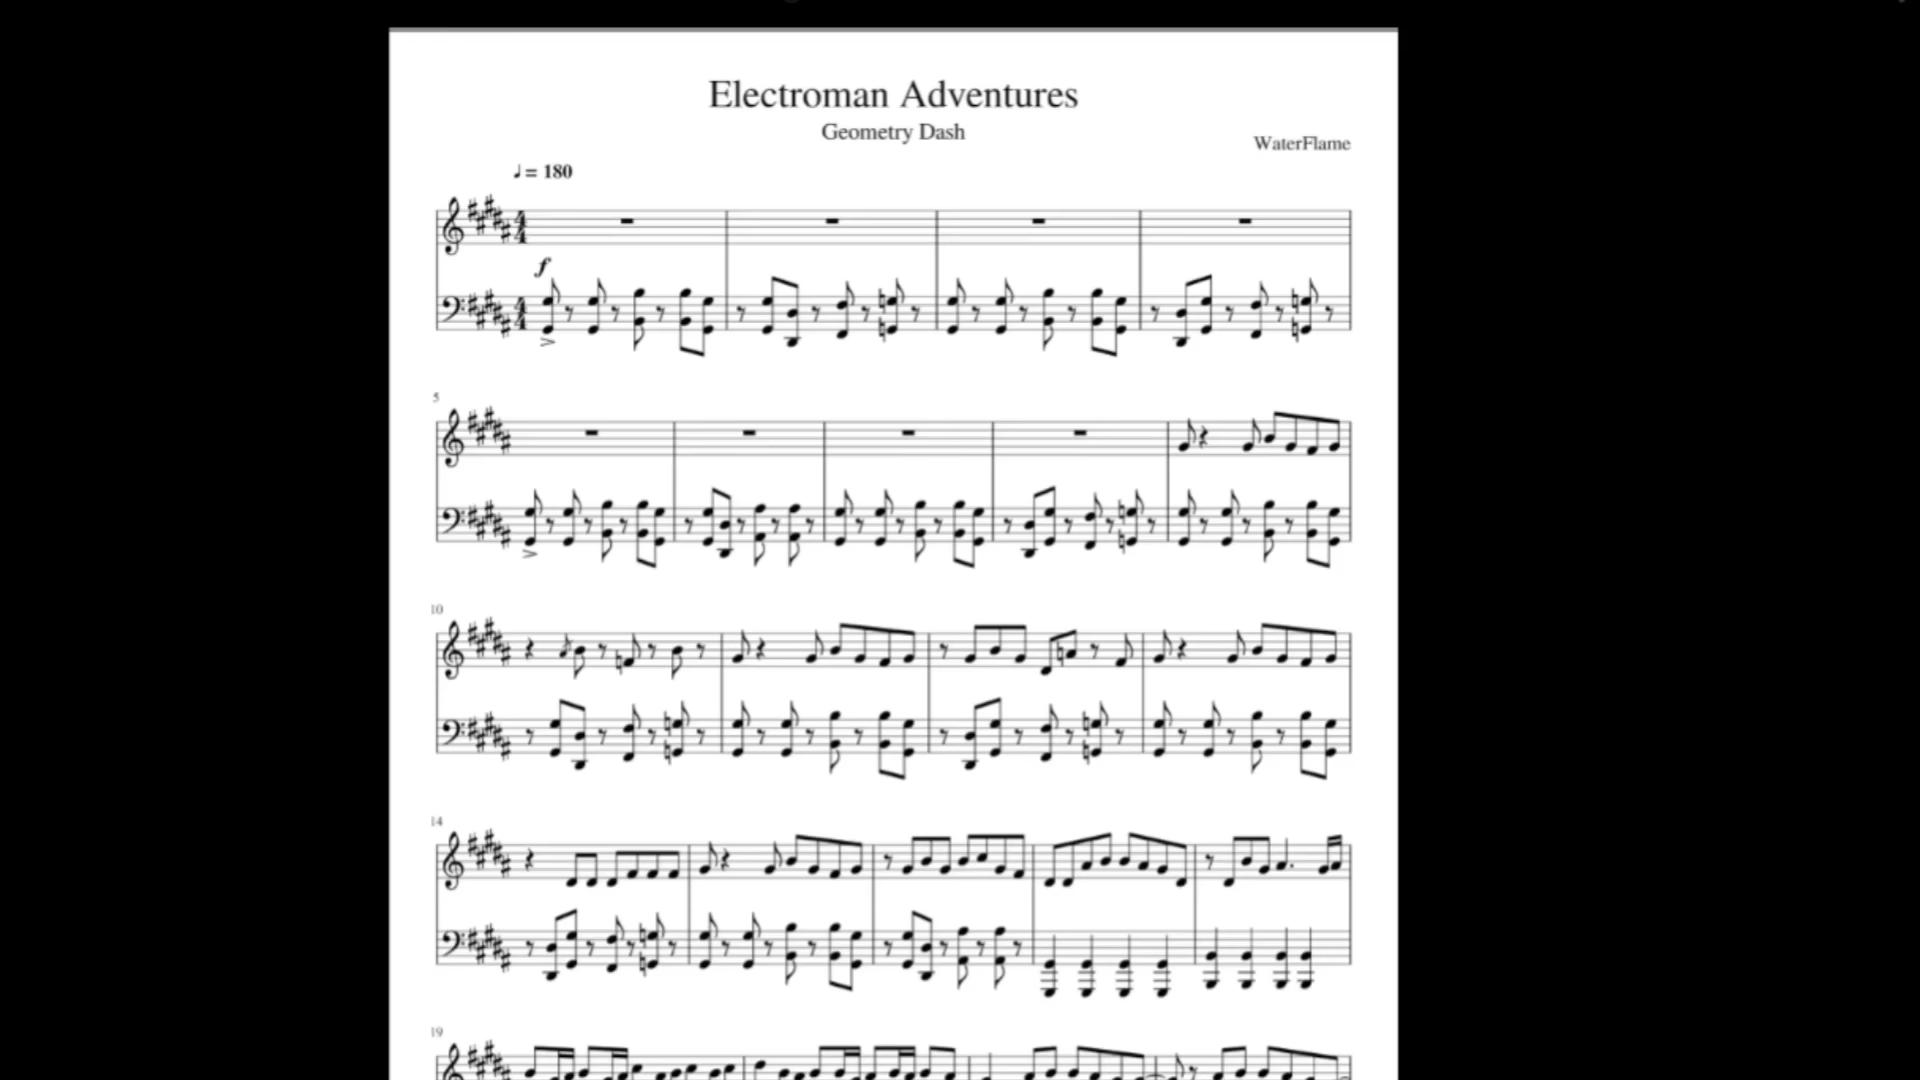 Electroman Adventures
Geometry Dash
WaterFlame
♩ = 180
f
5
10
14
19